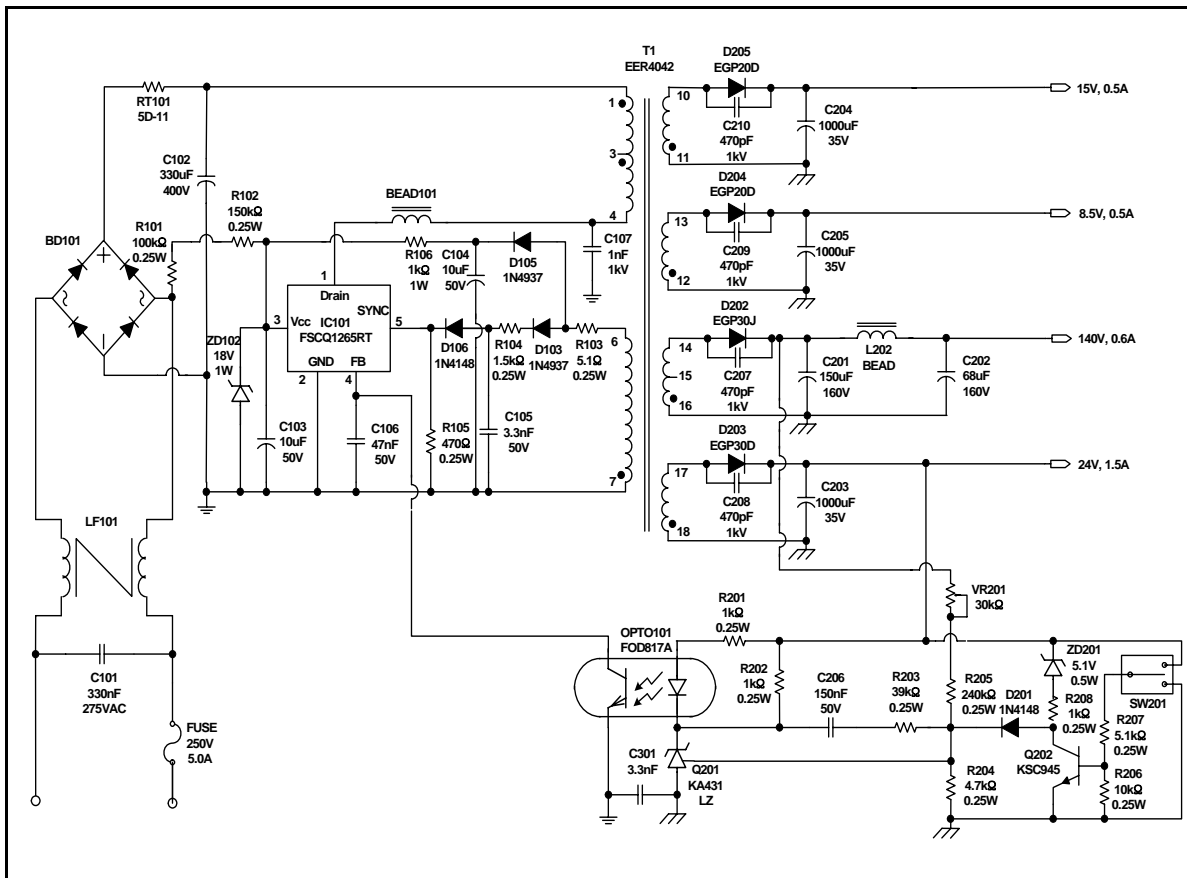 T1
EER4042
RT101
5D-11
C102
330uF
400V
R102
150kΩ
0.25W
R101
100kΩ
0.25W
BD101
BEAD101
1
3
4
C107
1nF
1kV
R106
1kΩ
1W
C104
10uF
50V
D105
1N4937
1
Drain
SYNC
3
Vcc
IC101
FSCQ1265RT
5
GND
FB
2
4
ZD102
18V
1W
D106
1N4148
R104
1.5kΩ
0.25W
D103
1N4937
R103
5.1Ω
0.25W
6
7
C103
10uF
50V
C106
47nF
50V
R105
470Ω
0.25W
C105
3.3nF
50V
LF101
C101
330nF
275VAC
FUSE
250V
5.0A
D205
EGP20D
10
11
C210
470pF
1kV
C204
1000uF
35V
15V, 0.5A
D204
EGP20D
13
12
C209
470pF
1kV
C205
1000uF
35V
8.5V, 0.5A
D202
EGP30J
14
15
16
C207
470pF
1kV
C201
150uF
160V
L202
BEAD
C202
68uF
160V
140V, 0.6A
D203
EGP30D
17
18
C208
470pF
1kV
C203
1000uF
35V
24V, 1.5A
VR201
30kΩ
OPTO101
FOD817A
R201
1kΩ
0.25W
R202
1kΩ
0.25W
C206
150nF
50V
R203
39kΩ
0.25W
R205
240kΩ
0.25W
D201
1N4148
ZD201
5.1V
0.5W
R208
1kΩ
0.25W
SW201
R207
5.1kΩ
0.25W
C301
3.3nF
Q201
KA431
LZ
R204
4.7kΩ
0.25W
Q202
KSC945
R206
10kΩ
0.25W